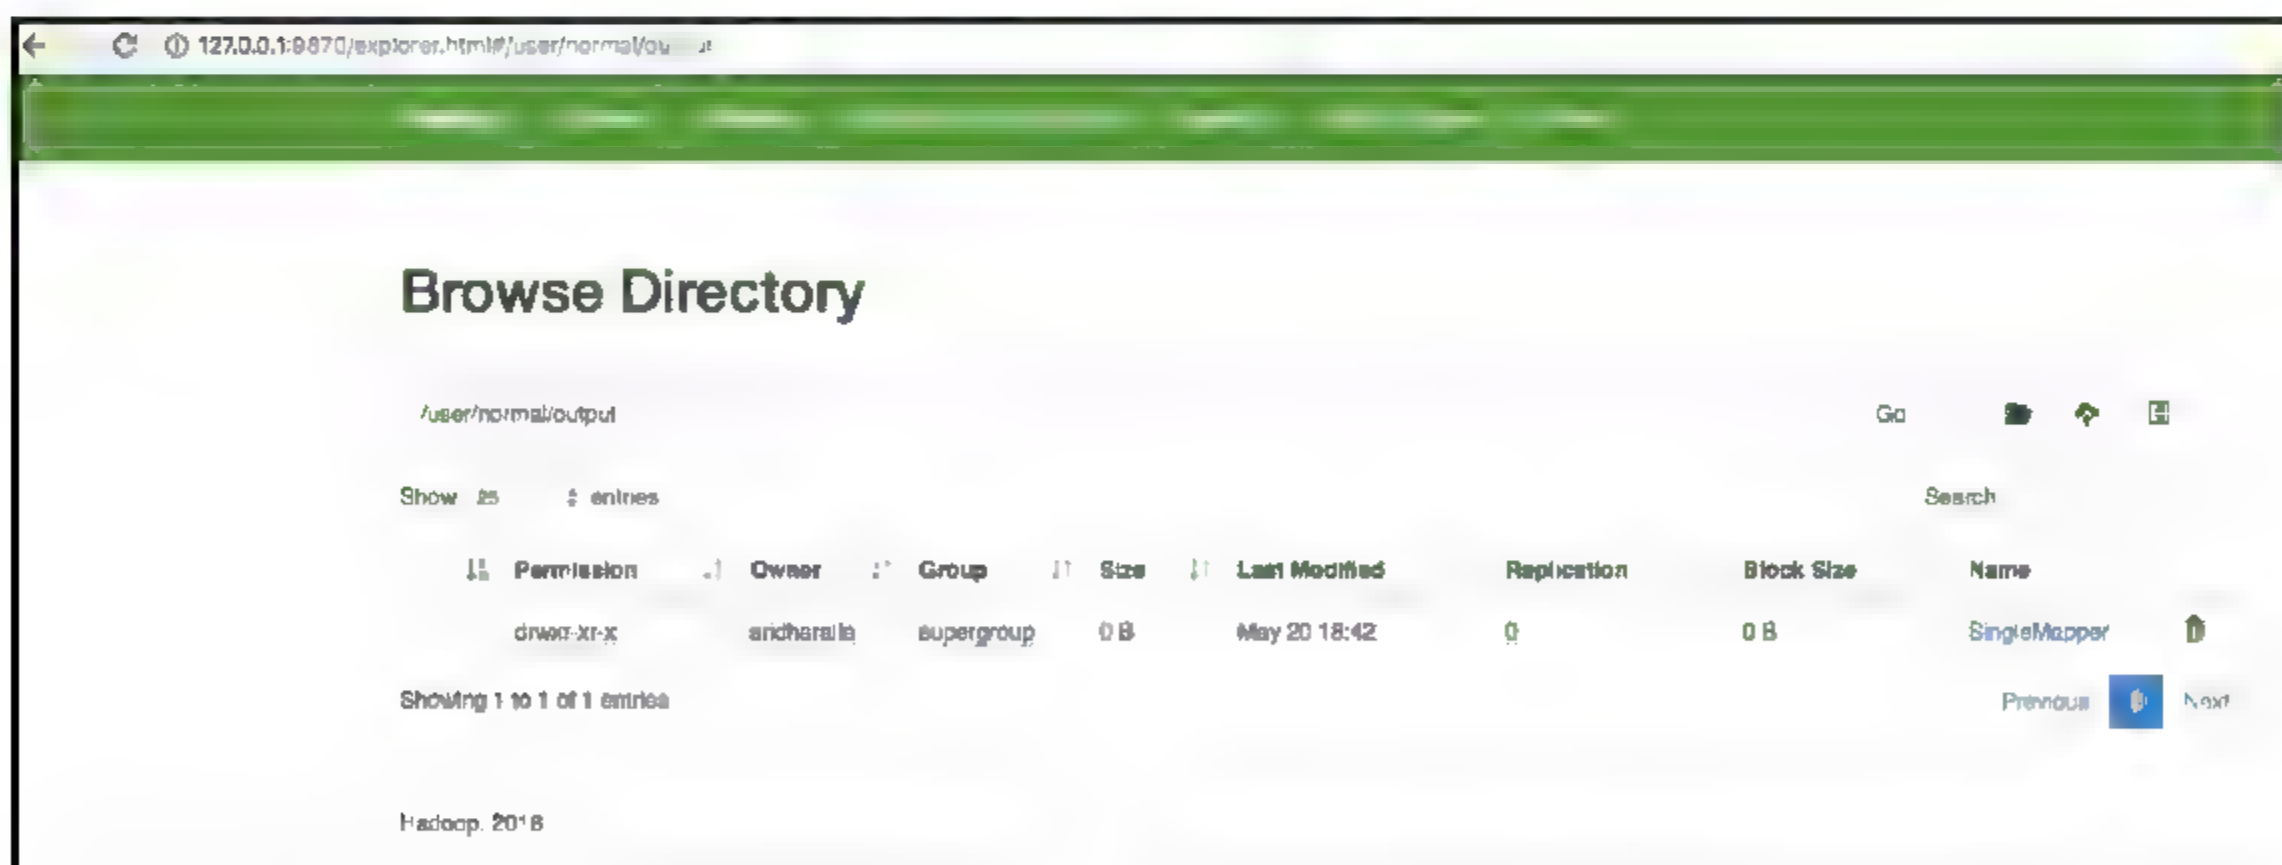 127.0.0.1:9870/explorer.html#/user/normal/ou
Browse Directory
/user/normal/output Go
Show 25 entries Search
Permission Owner Group Size Last Modified Replication Block Size Name
drwxr-xr-x supergroup 0 B May 20 18:42 0 0 B SingleMapper
Showing 1 to 1 of 1 entries Previous Next
Hadoop, 2018